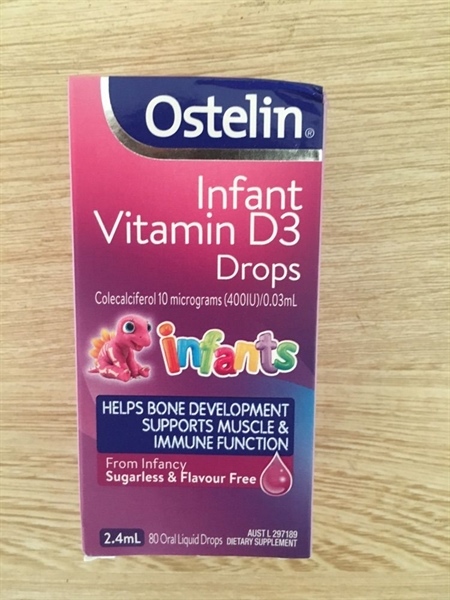 Ostelin®
Infant
Vitamin D3
Drops
Colecalciferol 10 micrograms (400IU)/0.03mL
infants
HELPS BONE DEVELOPMENT
SUPPORTS MUSCLE &
IMMUNE FUNCTION
From Infancy
Sugarless & Flavour Free
2.4mL 80 Oral Liquid Drops
AUST L 297189
DIETARY SUPPLEMENT